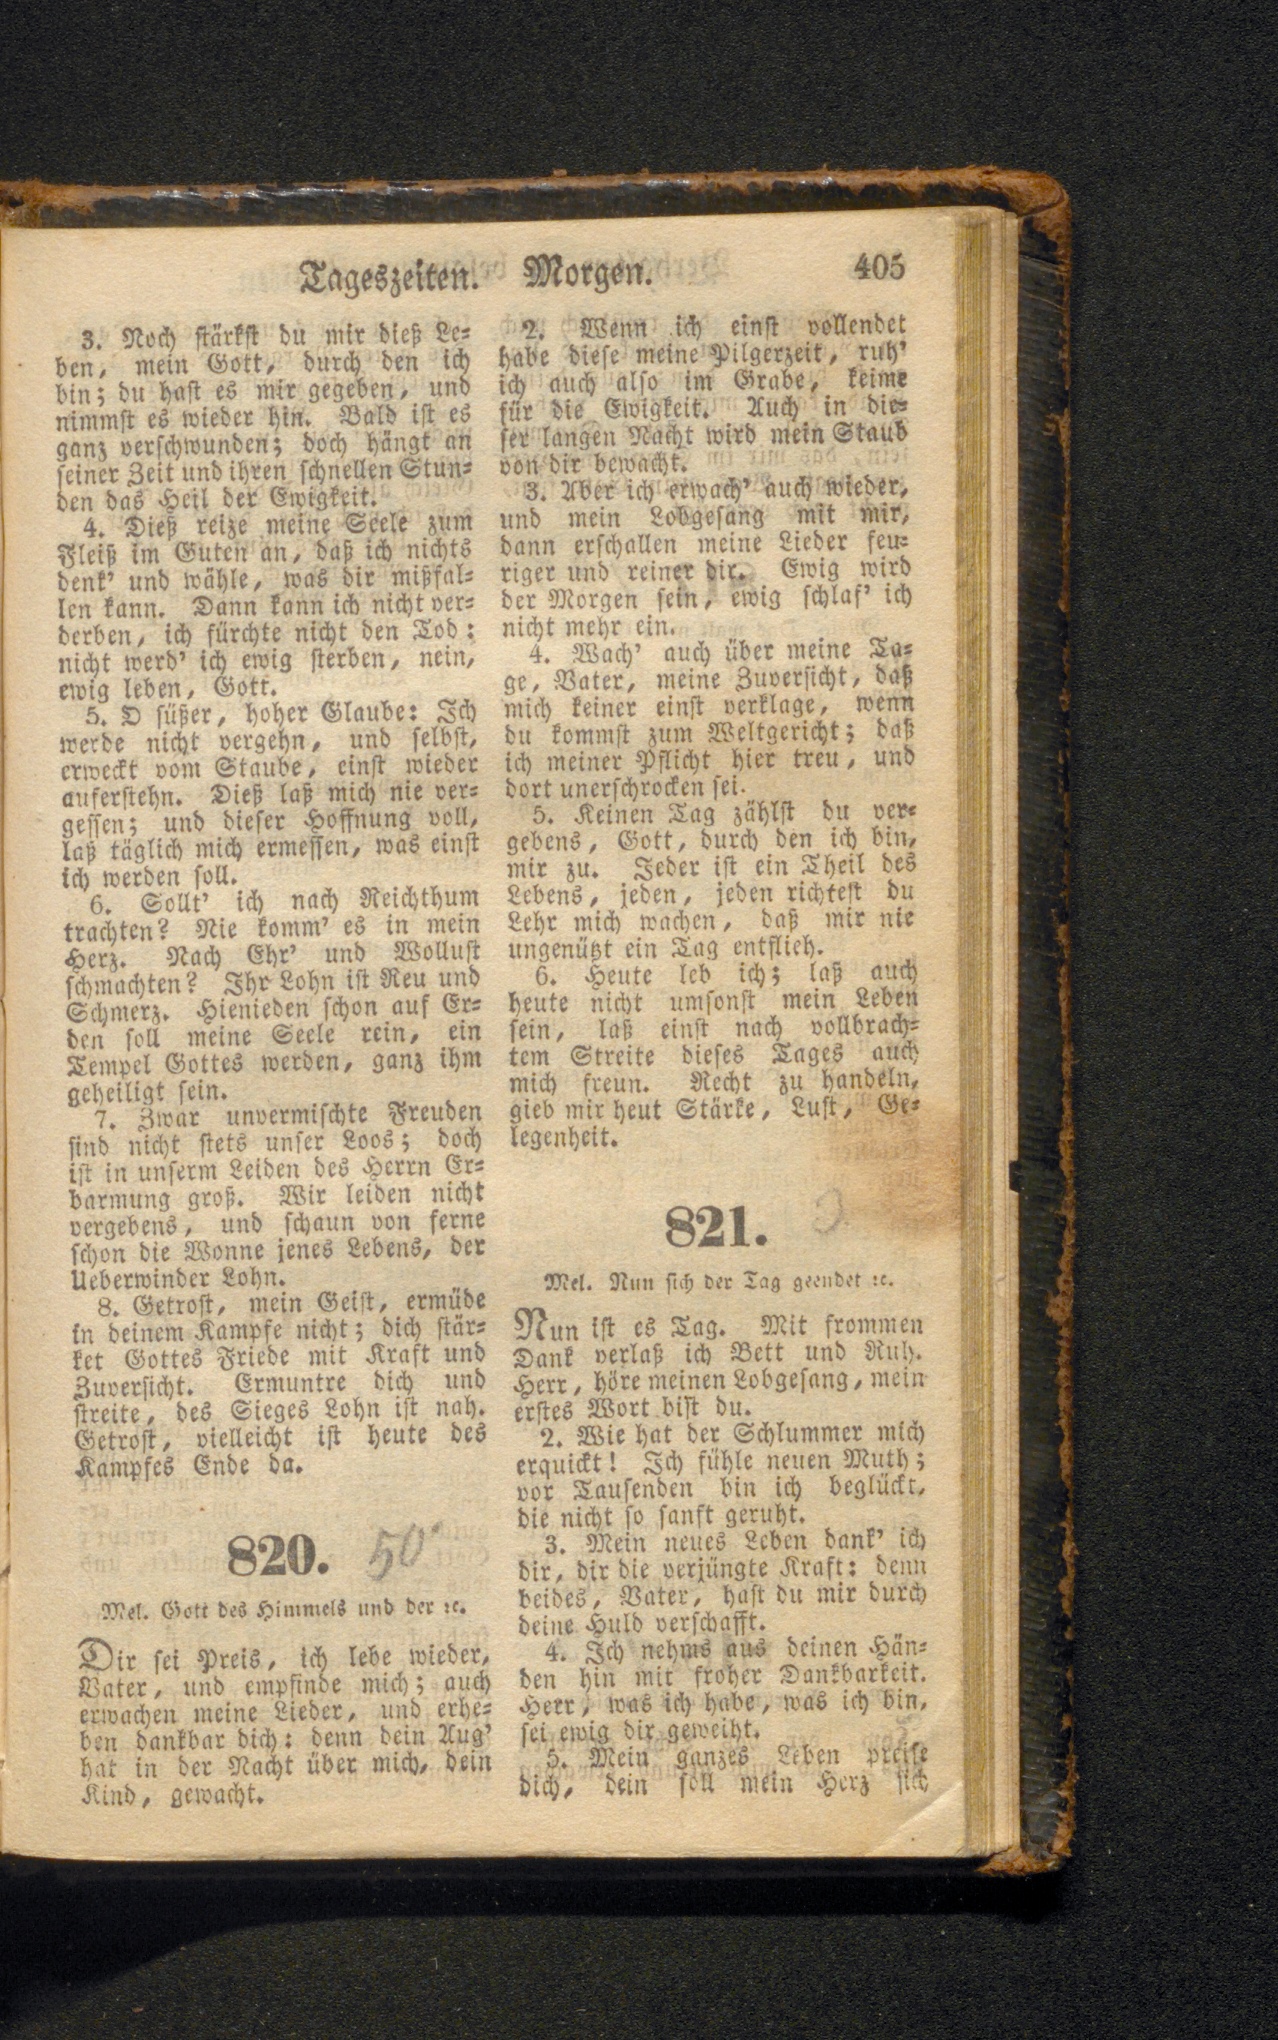 Tageszeiten. Morgen. 405
3. Noch stärkst du mir dieß Le-
ben, mein Gott, durch den ich
bin; du hast es mir gegeben, und
nimmst es wieder hin. Bald ist es
ganz verschwunden; doch hängt an
seiner Zeit und ihren schnellen Stun-
den das Heil der Ewigkeit.
4. Dieß reize meine Seele zum
Fleiß im Guten an, daß ich nichts
denk' und wähle, was dir mißfal-
len kann. Dann kann ich nicht ver-
derben, ich fürchte nicht den Tod:
nicht werd' ich ewig sterben, nein,
ewig leben, Gott.
5. O süßer, hoher Glaube: Ich
werde nicht vergehn, und selbst,
erweckt vom Staube, einst wieder
auferstehn. Dieß laß mich nie ver-
gessen; und dieser Hoffnung voll,
laß täglich mich ermessen, was einst
ich werden soll.
6. Sollt' ich nach Reichthum
trachten? Nie komm' es in mein
Herz. Nach Ehr' und Wollust
schmachten? Ihr Lohn ist Reu und
Schmerz. Hienieden schon auf Er-
den soll meine Seele rein, ein
Tempel Gottes werden, ganz ihm
geheiligt sein.
7. Zwar unvermischte Freuden
sind nicht stets unser Loos; doch
ist in unserm Leiden des Herrn Er-
barmung groß. Wir leiden nicht
vergebens, und schaun von ferne
schon die Wonne jenes Lebens, der
Ueberwinder Lohn.
8. Getrost, mein Geist, ermüde
in deinem Kampfe nicht; dich stär-
ket Gottes Friede mit Kraft und
Zuversicht. Ermuntre dich und
streite, des Sieges Lohn ist nah.
Getrost, vielleicht ist heute des
Kampfes Ende da.
820. 50
Mel. Gott des Himmels und der ꝛc.
Dir sei Preis, ich lebe wieder,
Vater, und empfinde mich; auch
erwachen meine Lieder, und erhe-
ben dankbar dich: denn dein Aug'
hat in der Nacht über mich, dein
Kind, gewacht.
2. Wenn ich einst vollendet
habe diese meine Pilgerzeit, ruh'
ich auch also im Grabe, keime
für die Ewigkeit. Auch in die-
ser langen Nacht wird mein Staub
von dir bewacht.
3. Aber ich erwach' auch wieder,
und mein Lobgesang mit mir,
dann erschallen meine Lieder feu-
riger und reiner dir. Ewig wird
der Morgen sein, ewig schlaf' ich
nicht mehr ein.
4. Wach' auch über meine Ta-
ge, Vater, meine Zuversicht, daß
mich keiner einst verklage, wenn
du kommst zum Weltgericht; daß
ich meiner Pflicht hier treu, und
dort unerschrocken sei.
5. Keinen Tag zählst du ver-
gebens, Gott, durch den ich bin,
mir zu. Jeder ist ein Theil des
Lebens, jeden, jeden richtest du
Lehr mich wachen, daß mir nie
ungenützt ein Tag entflieh.
6. Heute leb ich; laß auch
heute nicht umsonst mein Leben
sein, laß einst nach vollbrach-
tem Streite dieses Tages auch
mich freun. Recht zu handeln,
gieb mir heut Stärke, Lust, Ge-
legenheit.
821.
Mel. Nun sich der Tag geendet ꝛc.
Nun ist es Tag. Mit frommen
Dank verlaß ich Bett und Ruh.
Herr, höre meinen Lobgesang, mein
erstes Wort bist du.
2. Wie hat der Schlummer mich
erquickt! Ich fühle neuen Muth;
vor Tausenden bin ich beglückt,
die nicht so sanft geruht.
3. Mein neues Leben dank' ich
dir, dir die verjüngte Kraft: denn
beides, Vater, hast du mir durch
deine Huld verschafft.
4. Ich nehms aus deinen Hän-
den hin mit froher Dankbarkeit.
Herr, was ich habe, was ich bin,
sei ewig dir geweiht.
5. Mein ganzes Leben preise
dich, dein soll mein Herz sich